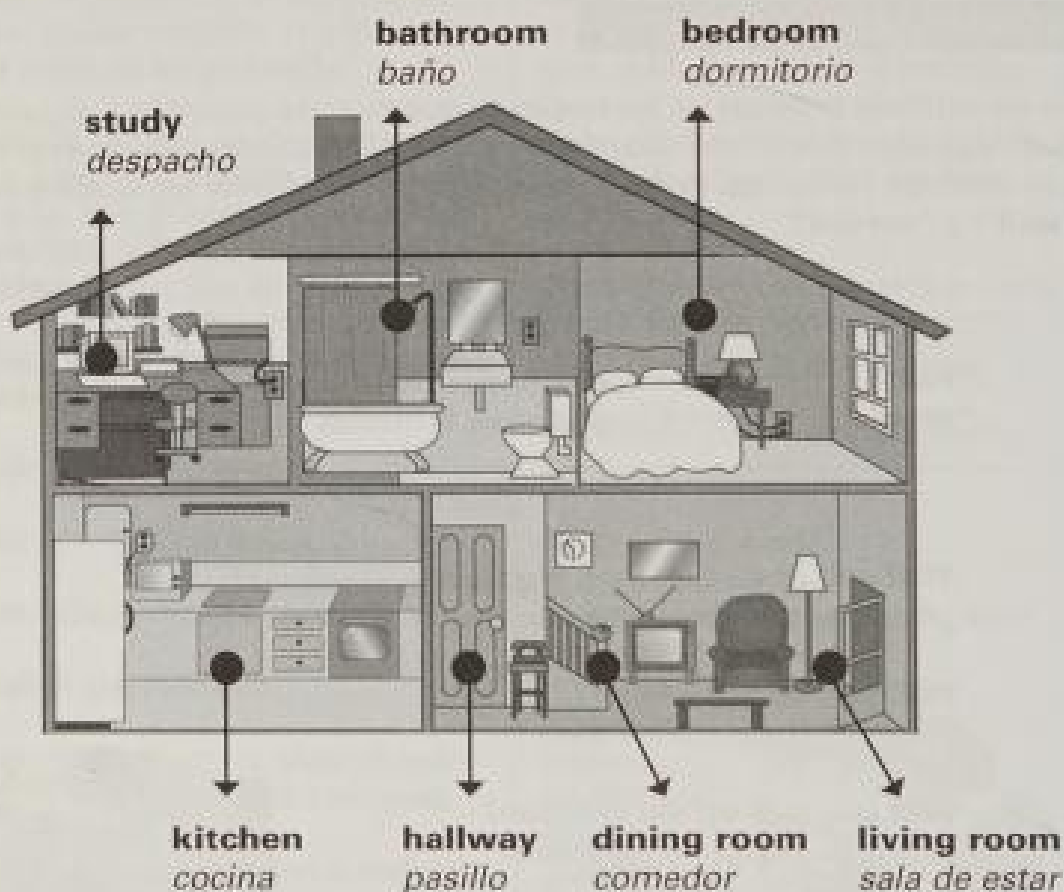 bathroom
baño
bedroom
dormitorio
study
despacho
kitchen
cocina
hallway
pasillo
dining room
comedor
living room
sala de estar